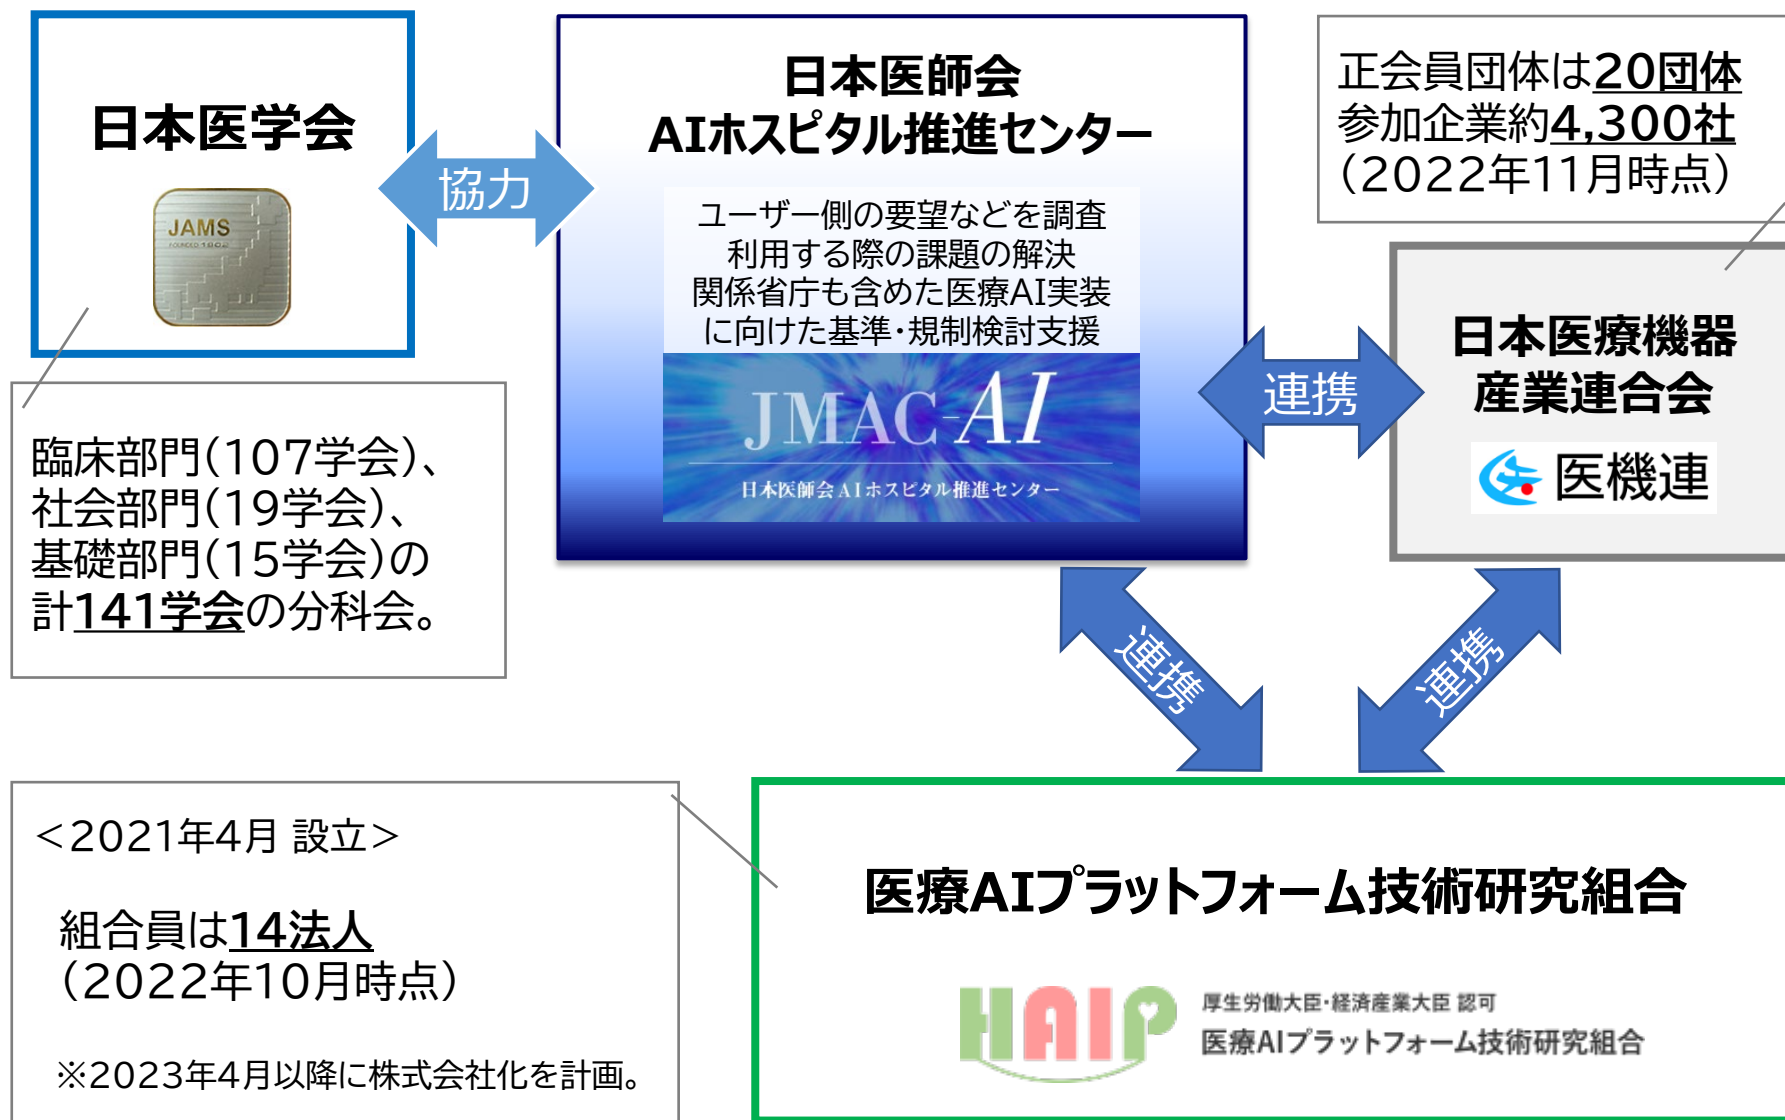 日本医学会
JAMS
FOUNDED 1902
協力
日本医師会
AIホスピタル推進センター
ユーザー側の要望などを調査
利用する際の課題の解決
関係省庁も含めた医療AI実装
に向けた基準・規制検討支援
JMAC-AI
日本医師会AIホスピタル推進センター
正会員団体は20団体
参加企業約4,300社
（2022年11月時点）
連携
日本医療機器
産業連合会
医機連
臨床部門（107学会）、
社会部門（19学会）、
基礎部門（15学会）の
計141学会の分科会。
連携
連携
＜2021年4月 設立＞
組合員は14法人
（2022年10月時点）
※2023年4月以降に株式会社化を計画。
医療AIプラットフォーム技術研究組合
HAIP
厚生労働大臣・経済産業大臣 認可
医療AIプラットフォーム技術研究組合